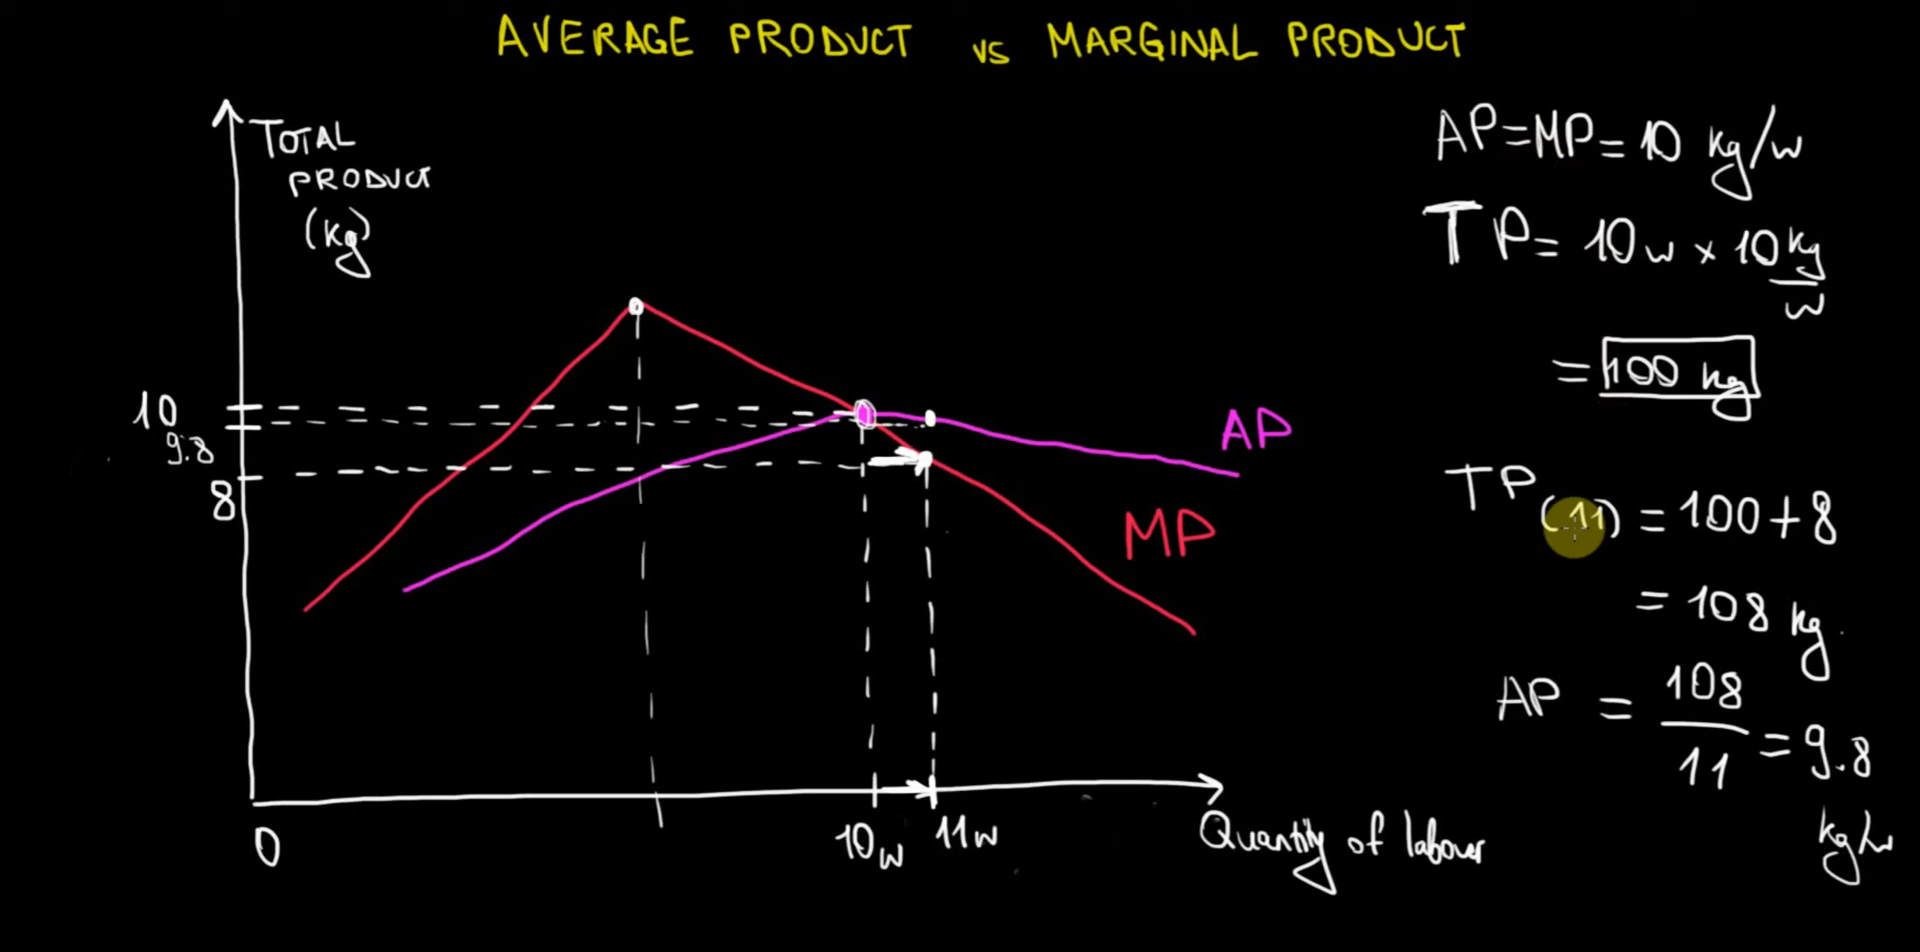 AVERAGE PRODUCT vs MARGINAL PRODUCT
TOTAL
PRODUCT
(kg)
10
9.8
8
0
10w
11w
Quantity of labour
AP
MP
AP=MP=10 kg/w
TP= 10w x 10 kg
w
= 100 kg
TP(11) = 100+8
= 108 kg.
AP = 108
11 = 9.8
kg/w